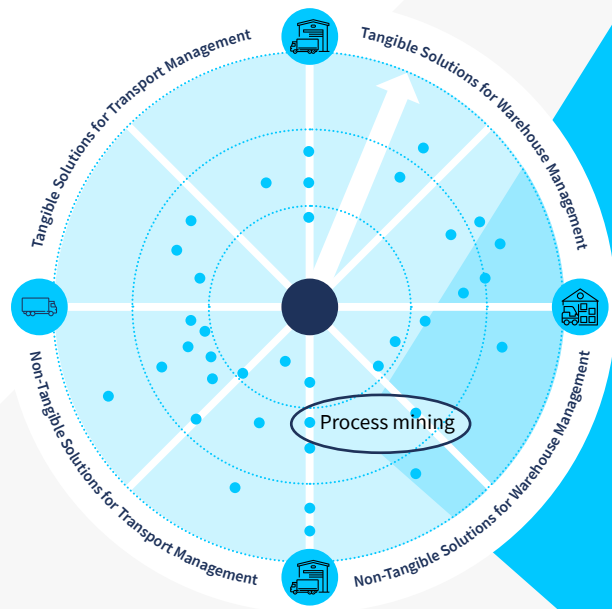 Tangible Solutions for Transport Management
Tangible Solutions for Warehouse Management
Process mining
Non-Tangible Solutions for Transport Management
Non-Tangible Solutions for Warehouse Management